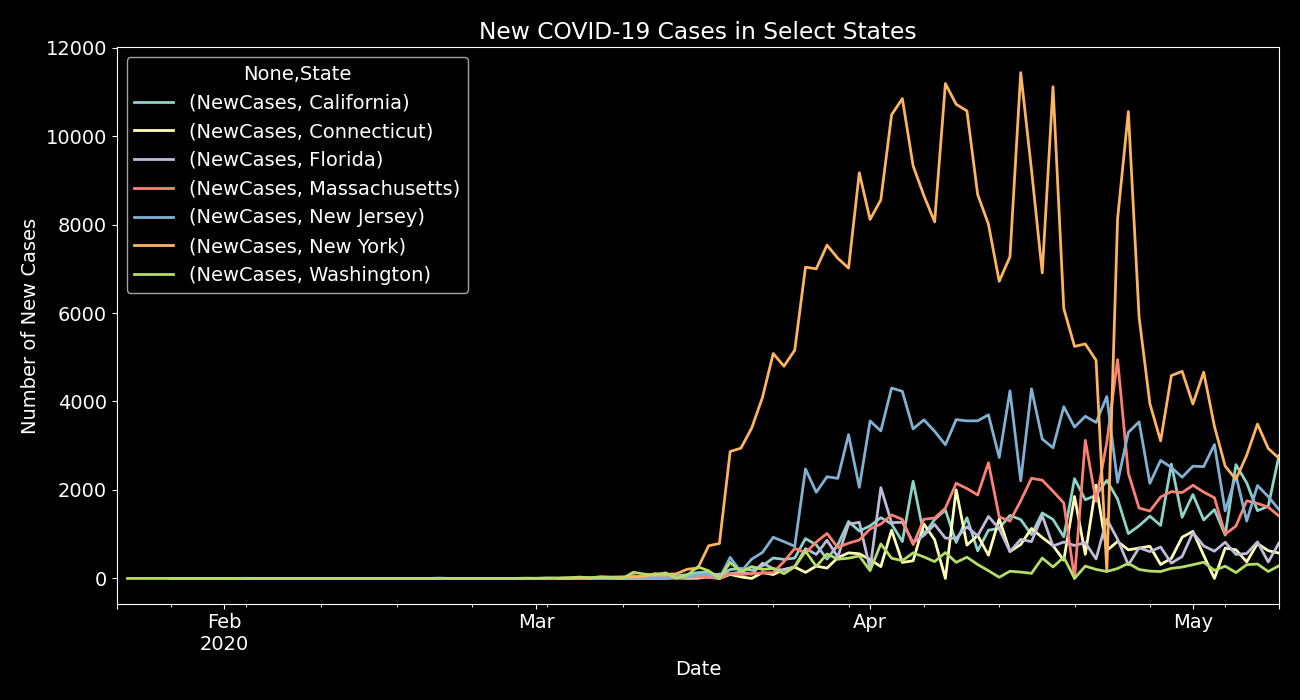 New COVID-19 Cases in Select States
12000
10000
8000
6000
4000
2000
0
Number of New Cases
None,State
(NewCases, California)
(NewCases, Connecticut)
(NewCases, Florida)
(NewCases, Massachusetts)
(NewCases, New Jersey)
(NewCases, New York)
(NewCases, Washington)
Feb Mar Apr May
2020
Date